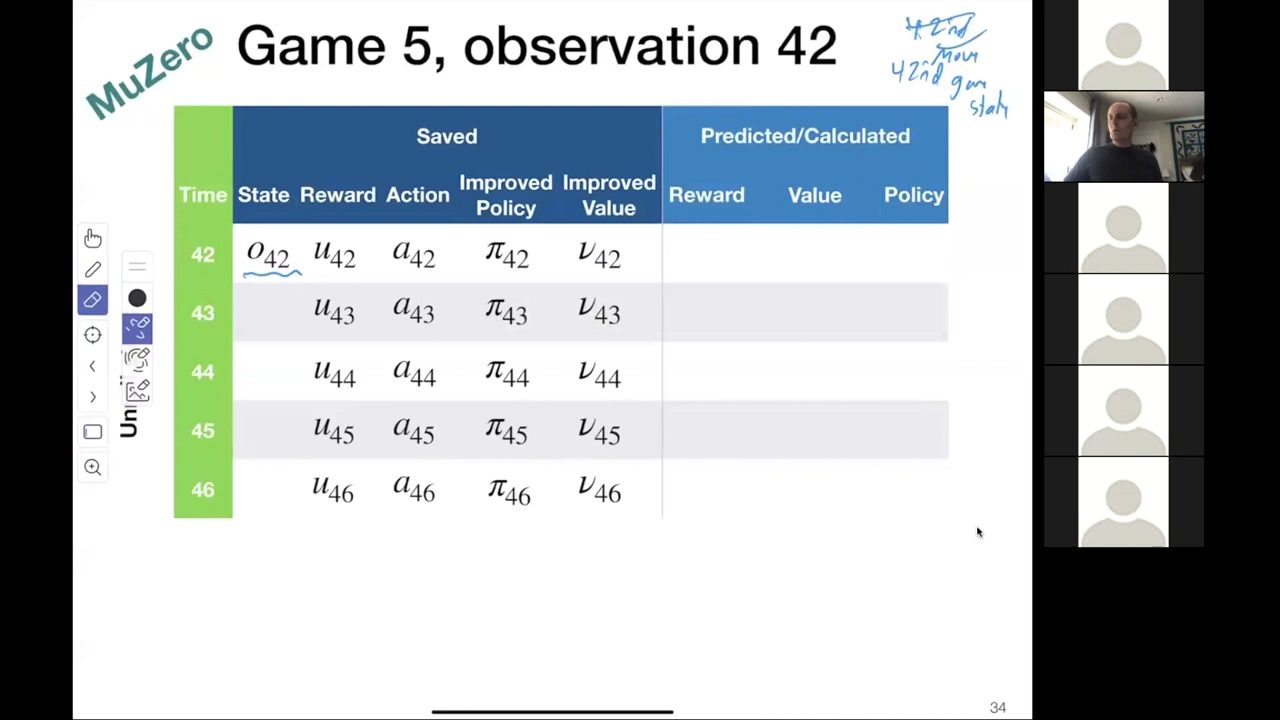 MuZero
Game 5, observation 42
42nd
Move
42nd gam
state
Saved
Predicted/Calculated
Time State Reward Action Improved Policy Improved Value Reward Value Policy
42 o42 u42 a42 π42 ν42
43 u43 a43 π43 ν43
44 u44 a44 π44 ν44
45 u45 a45 π45 ν45
46 u46 a46 π46 ν46
Un
34